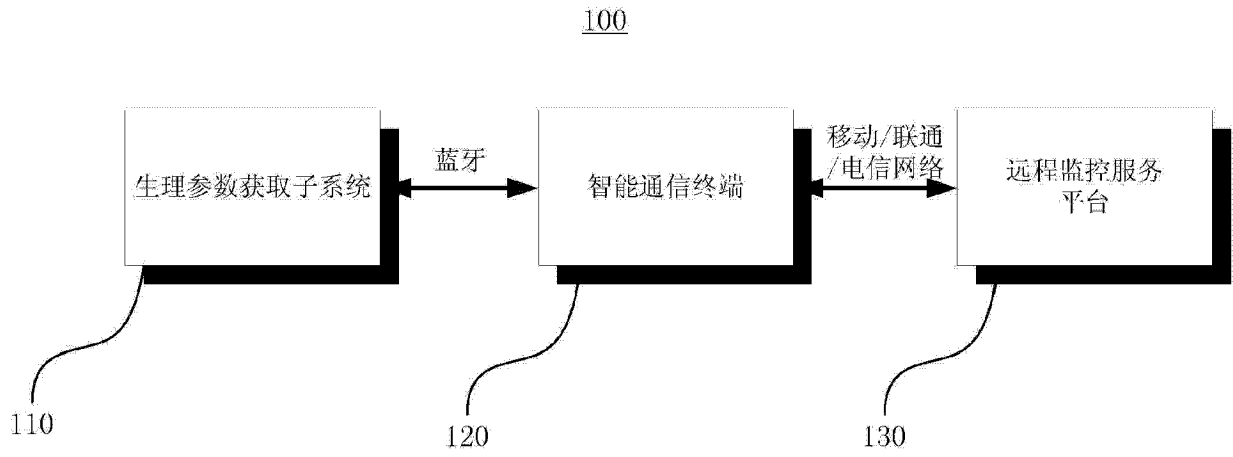 100
生理参数获取子系统
蓝牙
智能通信终端
移动/联通
/电信网络
远程监控服务
平台
110
120
130